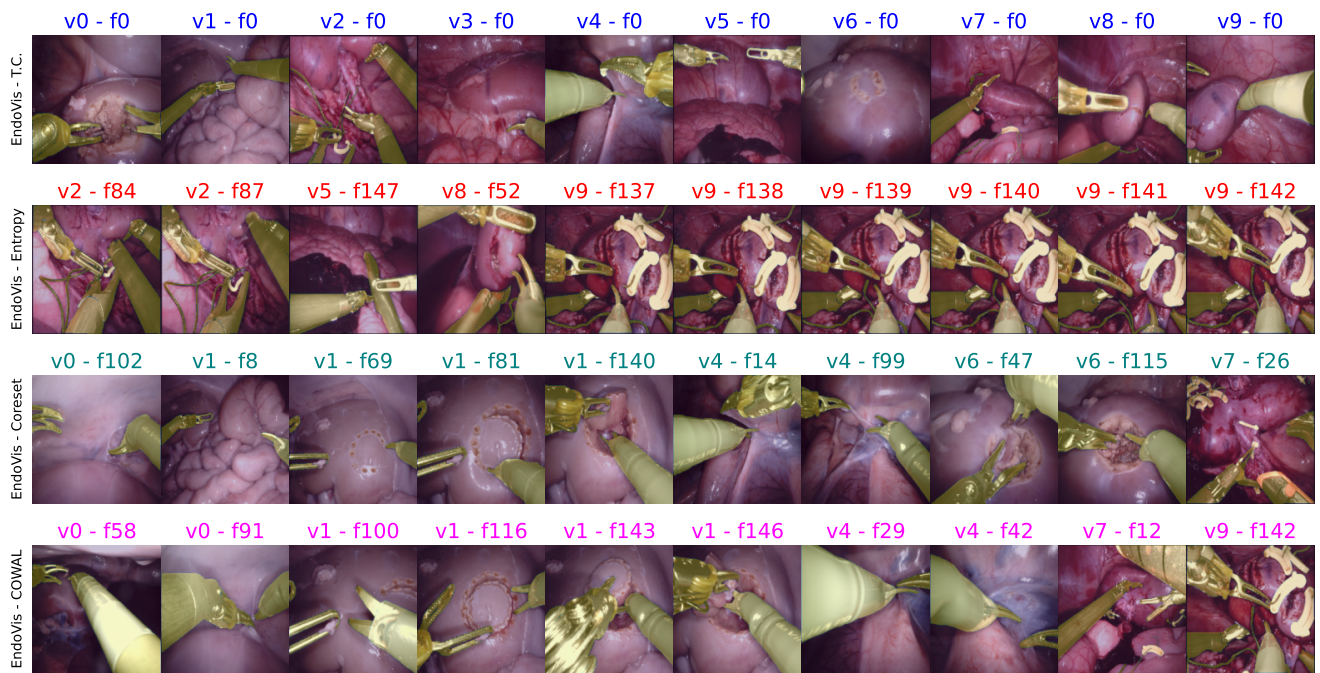 v0 - f0 v1 - f0 v2 - f0 v3 - f0 v4 - f0 v5 - f0 v6 - f0 v7 - f0 v8 - f0 v9 - f0
EndoVis - T.C.
v2 - f84 v2 - f87 v5 - f147 v8 - f52 v9 - f137 v9 - f138 v9 - f139 v9 - f140 v9 - f141 v9 - f142
EndoVis - Entropy
v0 - f102 v1 - f8 v1 - f69 v1 - f81 v1 - f140 v4 - f14 v4 - f99 v6 - f47 v6 - f115 v7 - f26
EndoVis - Coreset
v0 - f58 v0 - f91 v1 - f100 v1 - f116 v1 - f143 v1 - f146 v4 - f29 v4 - f42 v7 - f12 v9 - f142
EndoVis - COWAL